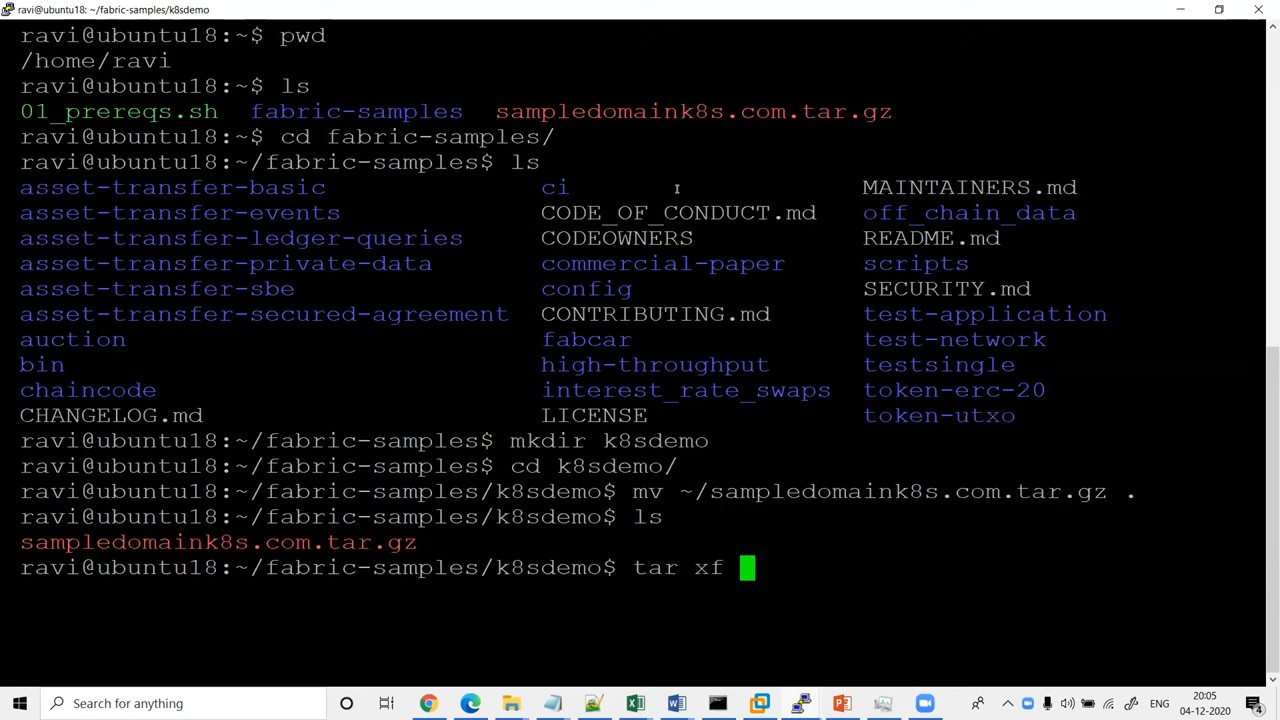 ravi@ubuntu18: ~/fabric-samples/k8sdemo
ravi@ubuntu18:~$ pwd
/home/ravi
ravi@ubuntu18:~$ ls
01_prereqs.sh  fabric-samples  sampledomaink8s.com.tar.gz
ravi@ubuntu18:~$ cd fabric-samples/
ravi@ubuntu18:~/fabric-samples$ ls
asset-transfer-basic  ci  MAINTAINERS.md
asset-transfer-events  CODE_OF_CONDUCT.md  off_chain_data
asset-transfer-ledger-queries  CODEOWNERS  README.md
asset-transfer-private-data  commercial-paper  scripts
asset-transfer-sbe  config  SECURITY.md
asset-transfer-secured-agreement  CONTRIBUTING.md  test-application
auction  fabcar  test-network
bin  high-throughput  testsingle
chaincode  interest_rate_swaps  token-erc-20
CHANGELOG.md  LICENSE  token-utxo
ravi@ubuntu18:~/fabric-samples$ mkdir k8sdemo
ravi@ubuntu18:~/fabric-samples$ cd k8sdemo/
ravi@ubuntu18:~/fabric-samples/k8sdemo$ mv ~/sampledomaink8s.com.tar.gz .
ravi@ubuntu18:~/fabric-samples/k8sdemo$ ls
sampledomaink8s.com.tar.gz
ravi@ubuntu18:~/fabric-samples/k8sdemo$ tar xf
Search for anything
ENG
20:05
04-12-2020
4